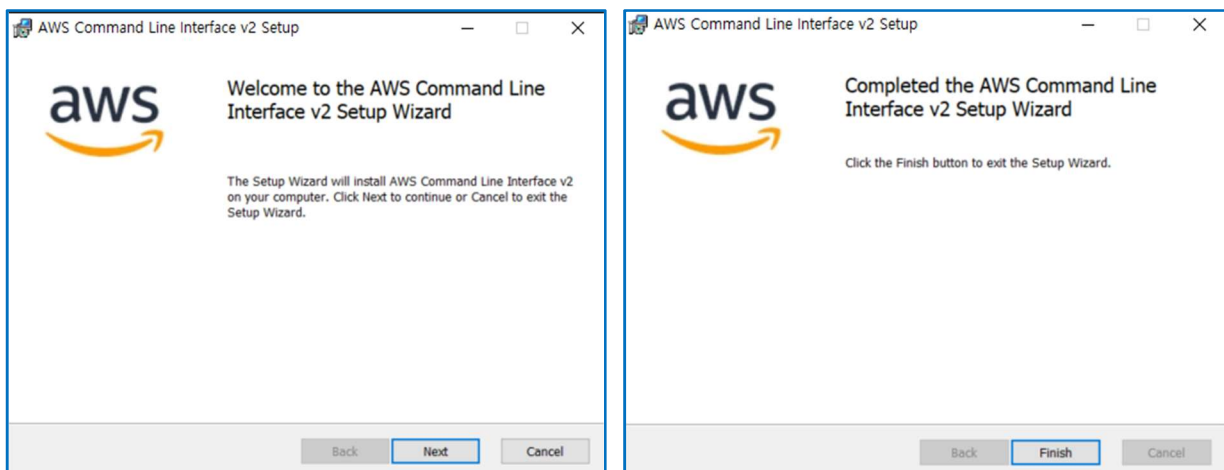 AWS Command Line Interface v2 Setup
aws
Welcome to the AWS Command Line
Interface v2 Setup Wizard
The Setup Wizard will install AWS Command Line Interface v2
on your computer. Click Next to continue or Cancel to exit the
Setup Wizard.
Back Next Cancel
AWS Command Line Interface v2 Setup
aws
Completed the AWS Command Line
Interface v2 Setup Wizard
Click the Finish button to exit the Setup Wizard.
Back Finish Cancel